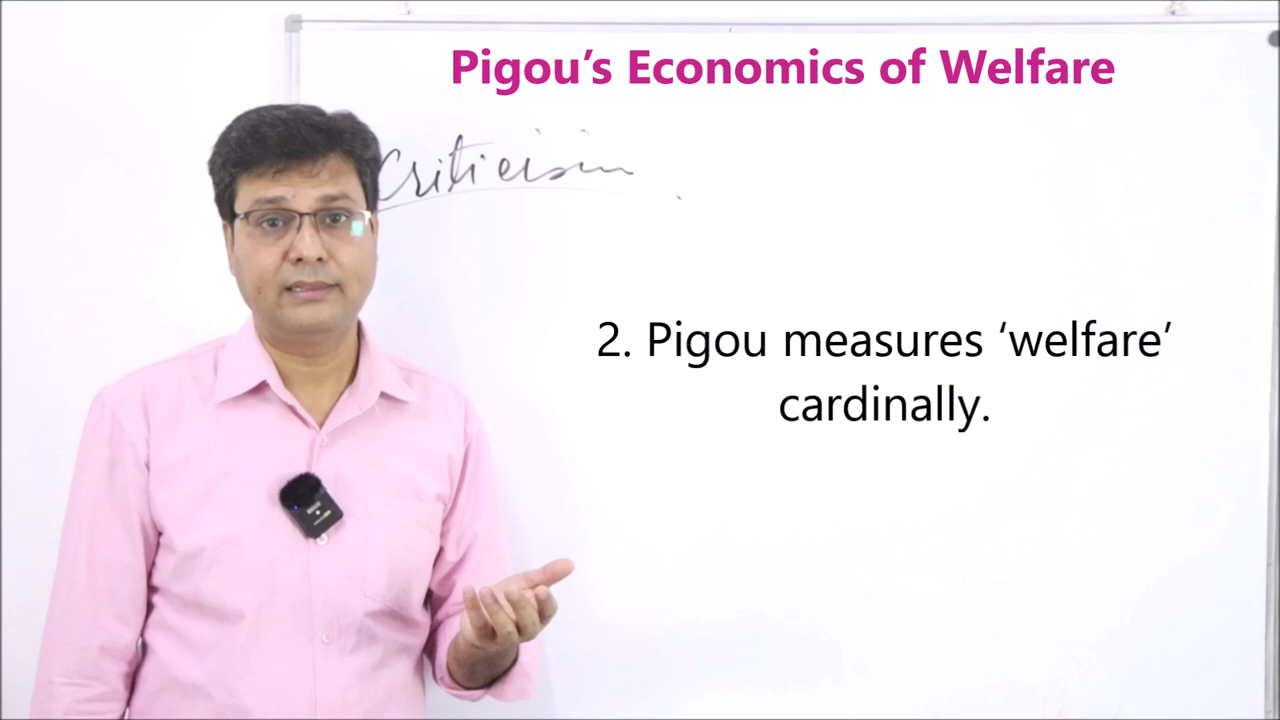 Pigou’s Economics of Welfare
Criticism
2. Pigou measures ‘welfare’
cardinally.